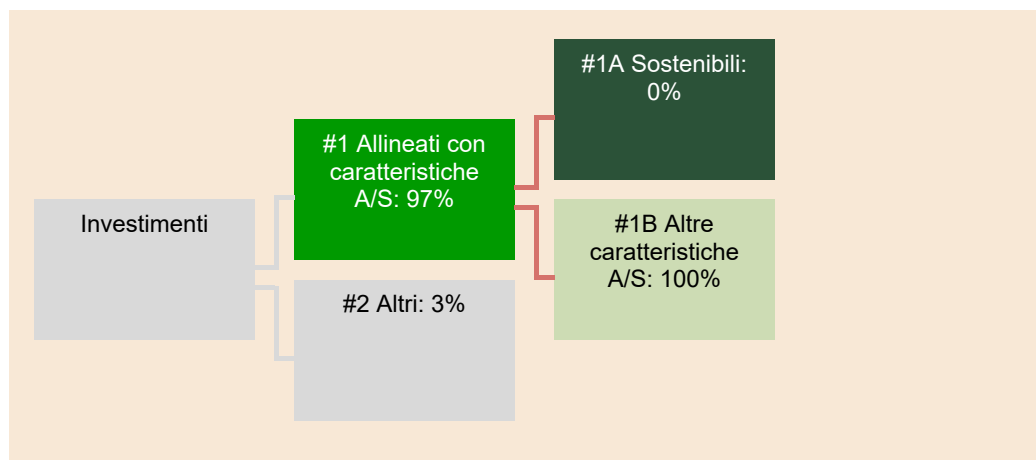 Investimenti
#1 Allineati con
caratteristiche
A/S: 97%
#2 Altri: 3%
#1A Sostenibili:
0%
#1B Altre
caratteristiche
A/S: 100%